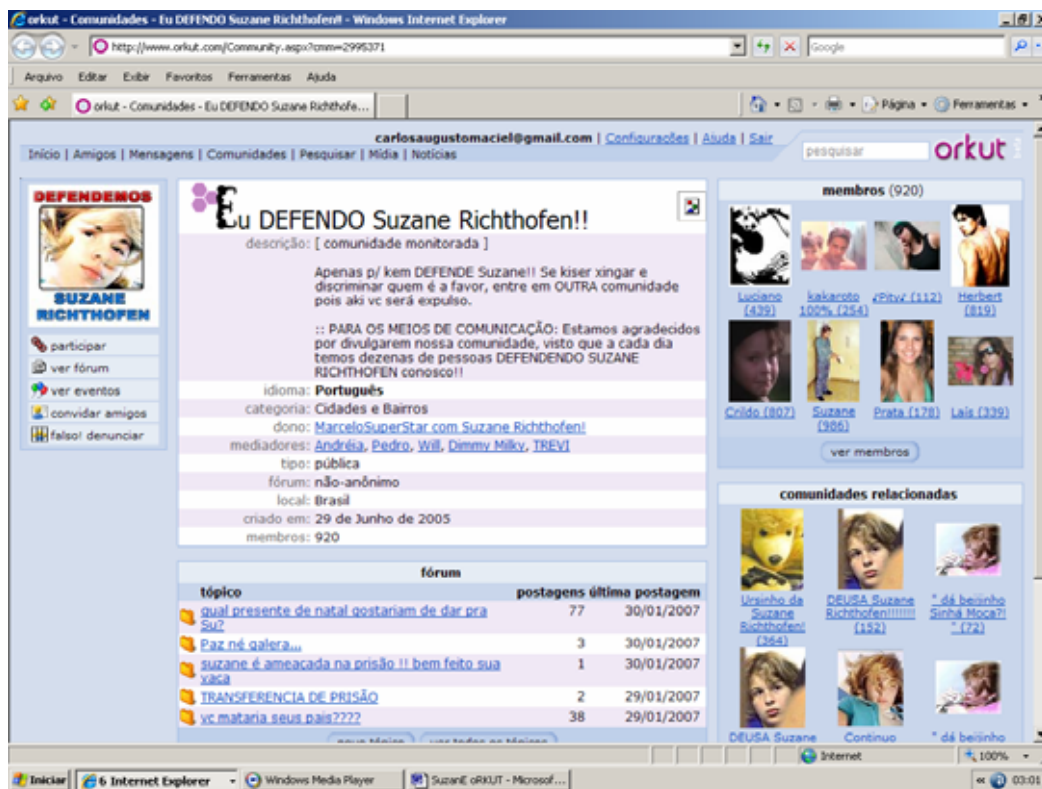 orkut - Comunidades - Eu DEFENDO Suzane Richthofen!! - Windows Internet Explorer
http://www.orkut.com/Community.aspx?cmm=2995371
Google
Arquivo Editar Exibir Favoritos Ferramentas Ajuda
orkut - Comunidades - Eu DEFENDO Suzane Richthofe...
Página
Ferramentas
carlosaugustomaciel@gmail.com | Configurações | Ajuda | Sair
Início | Amigos | Mensagens | Comunidades | Pesquisar | Mídia | Notícias
pesquisar
orkut
beta
DEFENDEMOS
SUZANE
RICHTHOFEN
participar
ver fórum
ver eventos
convidar amigos
falso! denunciar
Eu DEFENDO Suzane Richthofen!!
descrição: [ comunidade monitorada ]
Apenas p/ kem DEFENDE Suzane!! Se kiser xingar e
discriminar quem é a favor, entre em OUTRA comunidade
pois aki vc será expulso.
:: PARA OS MEIOS DE COMUNICAÇÃO: Estamos agradecidos
por divulgarem nossa comunidade, visto que a cada dia
temos dezenas de pessoas DEFENDENDO SUZANE
RICHTHOFEN conosco!!
idioma: Português
categoria: Cidades e Bairros
dono: MarceloSuperStar com Suzane Richthofen!
mediadores: Andréia, Pedro, Will, Dimmy Milky, TREVI
tipo: pública
fórum: não-anônimo
local: Brasil
criado em: 29 de Junho de 2005
membros: 920
fórum
tópico postagens última postagem
qual presente de natal gostariam de dar pra
Su? 77 30/01/2007
Paz né galera... 3 30/01/2007
suzane é ameacada na prisão !! bem feito sua
vaca 1 30/01/2007
TRANSFERENCIA DE PRISÃO 2 29/01/2007
vc mataria seus pais???? 38 29/01/2007
novo tópico ver todos os tópicos
membros (920)
Luciano
(439)
kakaroto
100% (254)
♪Pity♪ (112)
Herbert
(819)
Crildo (807)
Suzane
(986)
Prata (178)
Laís (339)
ver membros
comunidades relacionadas
Ursinho da
Suzane
Richthofen!
(364)
DEUSA Suzane
Richthofen!!!!!!!
(152)
" dá beijinho
Sinhá Moca?!
" (72)
DEUSA Suzane
Continuo
" dá beijinho
Internet
100%
Iniciar
6 Internet Explorer
Windows Media Player
SuzanE oRKUT - Microsof...
03:01